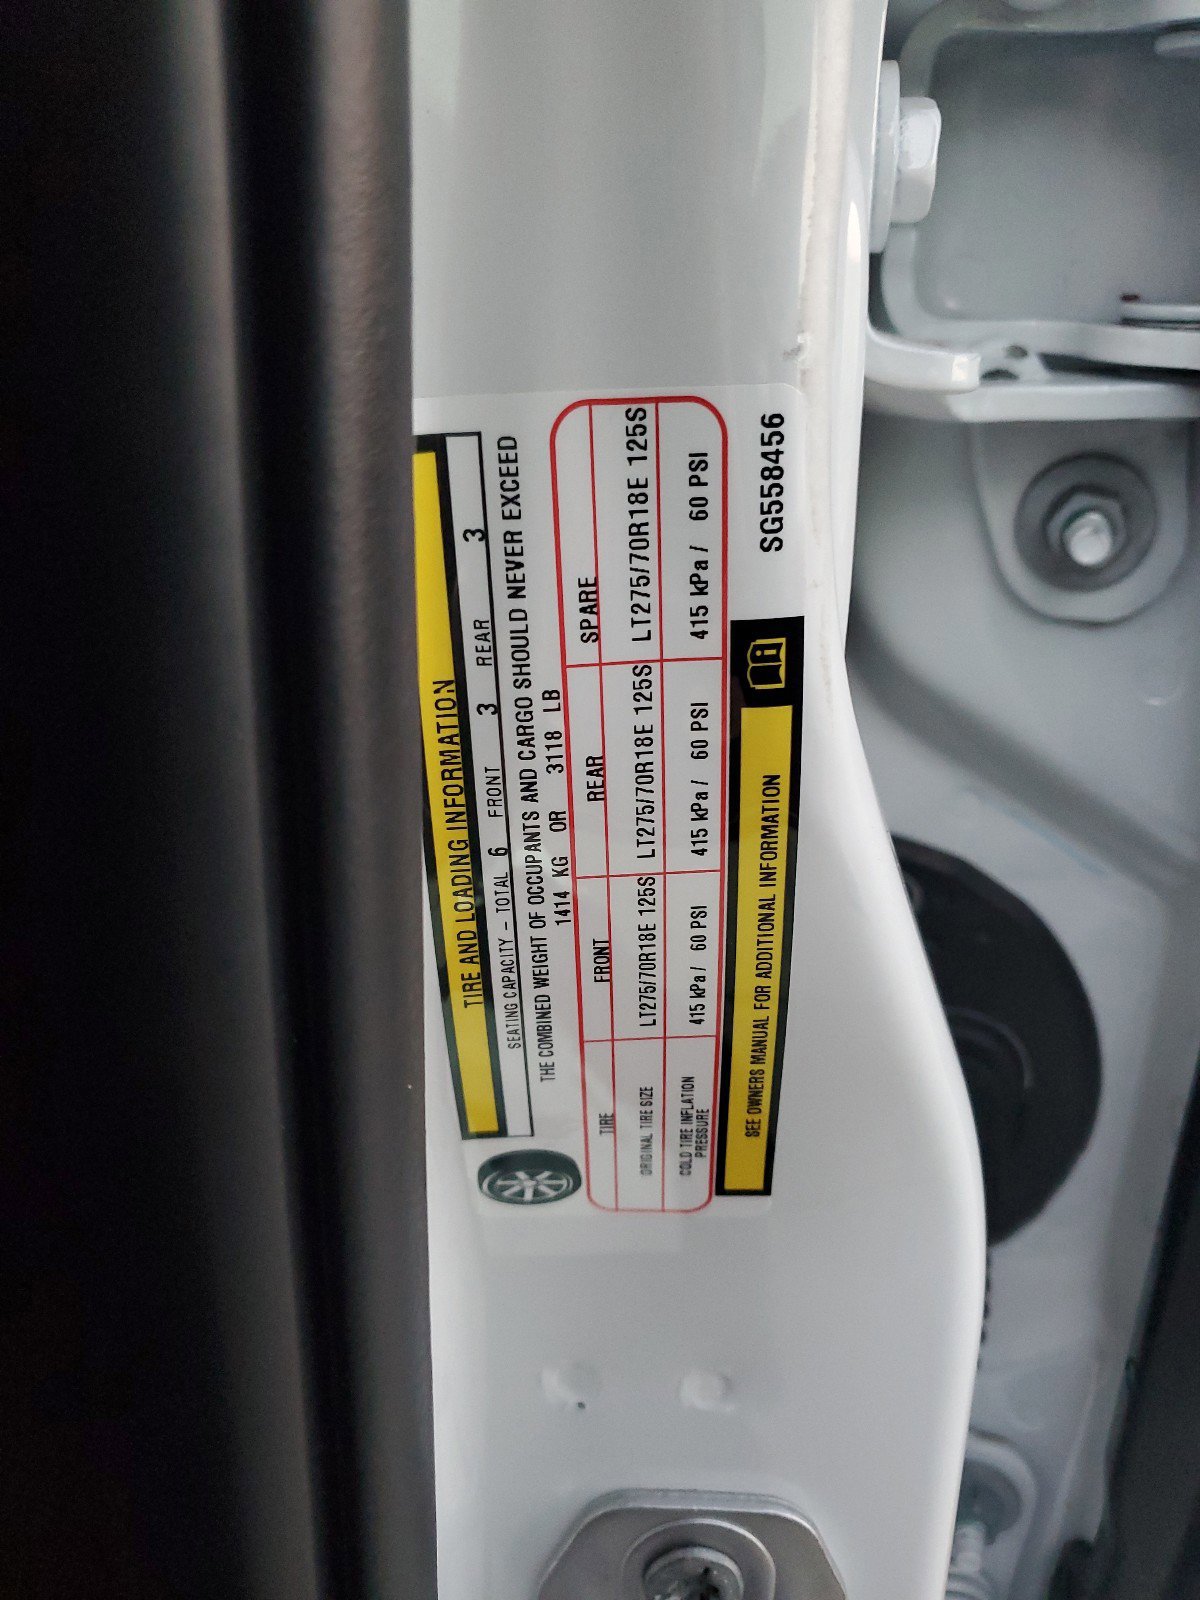 TIRE AND LOADING INFORMATION
SEATING CAPACITY - TOTAL 6 FRONT 3 REAR 3
THE COMBINED WEIGHT OF OCCUPANTS AND CARGO SHOULD NEVER EXCEED
1414 KG OR 3118 LB
TIRE FRONT REAR SPARE
ORIGINAL TIRE SIZE LT275/70R18E 125S LT275/70R18E 125S LT275/70R18E 125S
COLD TIRE INFLATION
PRESSURE 415 kPa/ 60 PSI 415 kPa/ 60 PSI 415 kPa/ 60 PSI
SEE OWNERS MANUAL FOR ADDITIONAL INFORMATION
SG558456